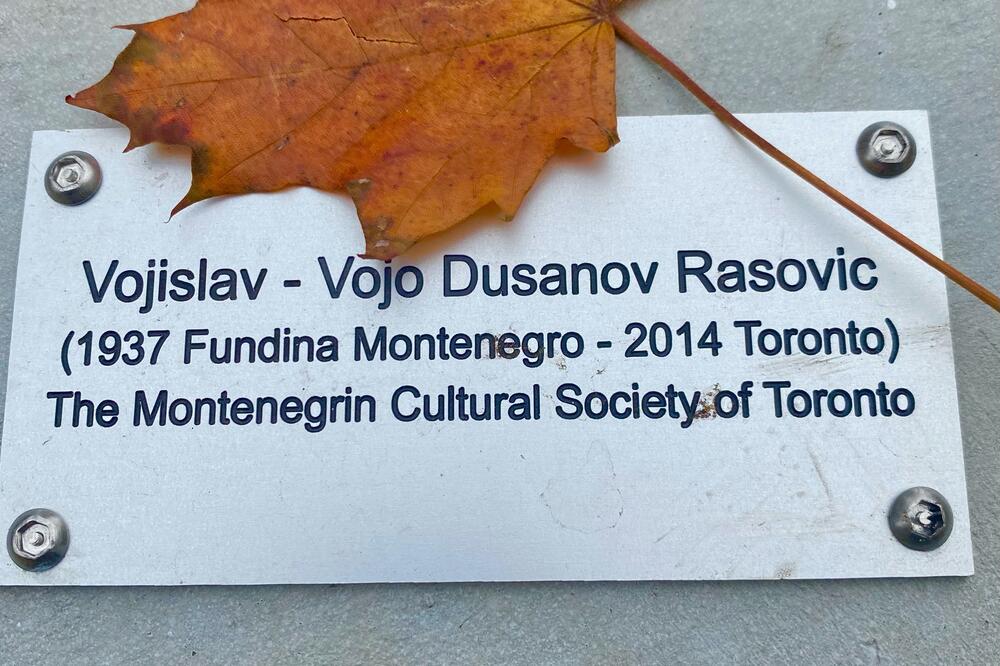 Vojislav - Vojo Dusanov Rasovic
(1937 Fundina Montenegro - 2014 Toronto)
The Montenegrin Cultural Society of Toronto